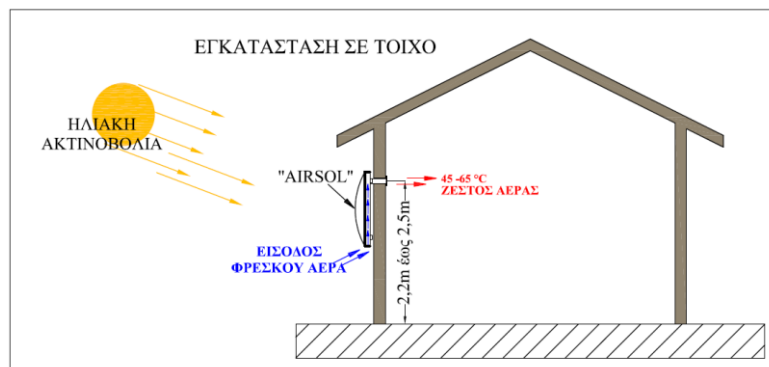 ΕΓΚΑΤΑΣΤΑΣΗ ΣΕ ΤΟΙΧΟ
ΗΛΙΑΚΗ
ΑΚΤΙΝΟΒΟΛΙΑ
"AIRSOL"
45 -65 °C
ΖΕΣΤΟΣ ΑΕΡΑΣ
ΕΙΣΟΔΟΣ
ΦΡΕΣΚΟΥ ΑΕΡΑ
2,2m έως 2,5m